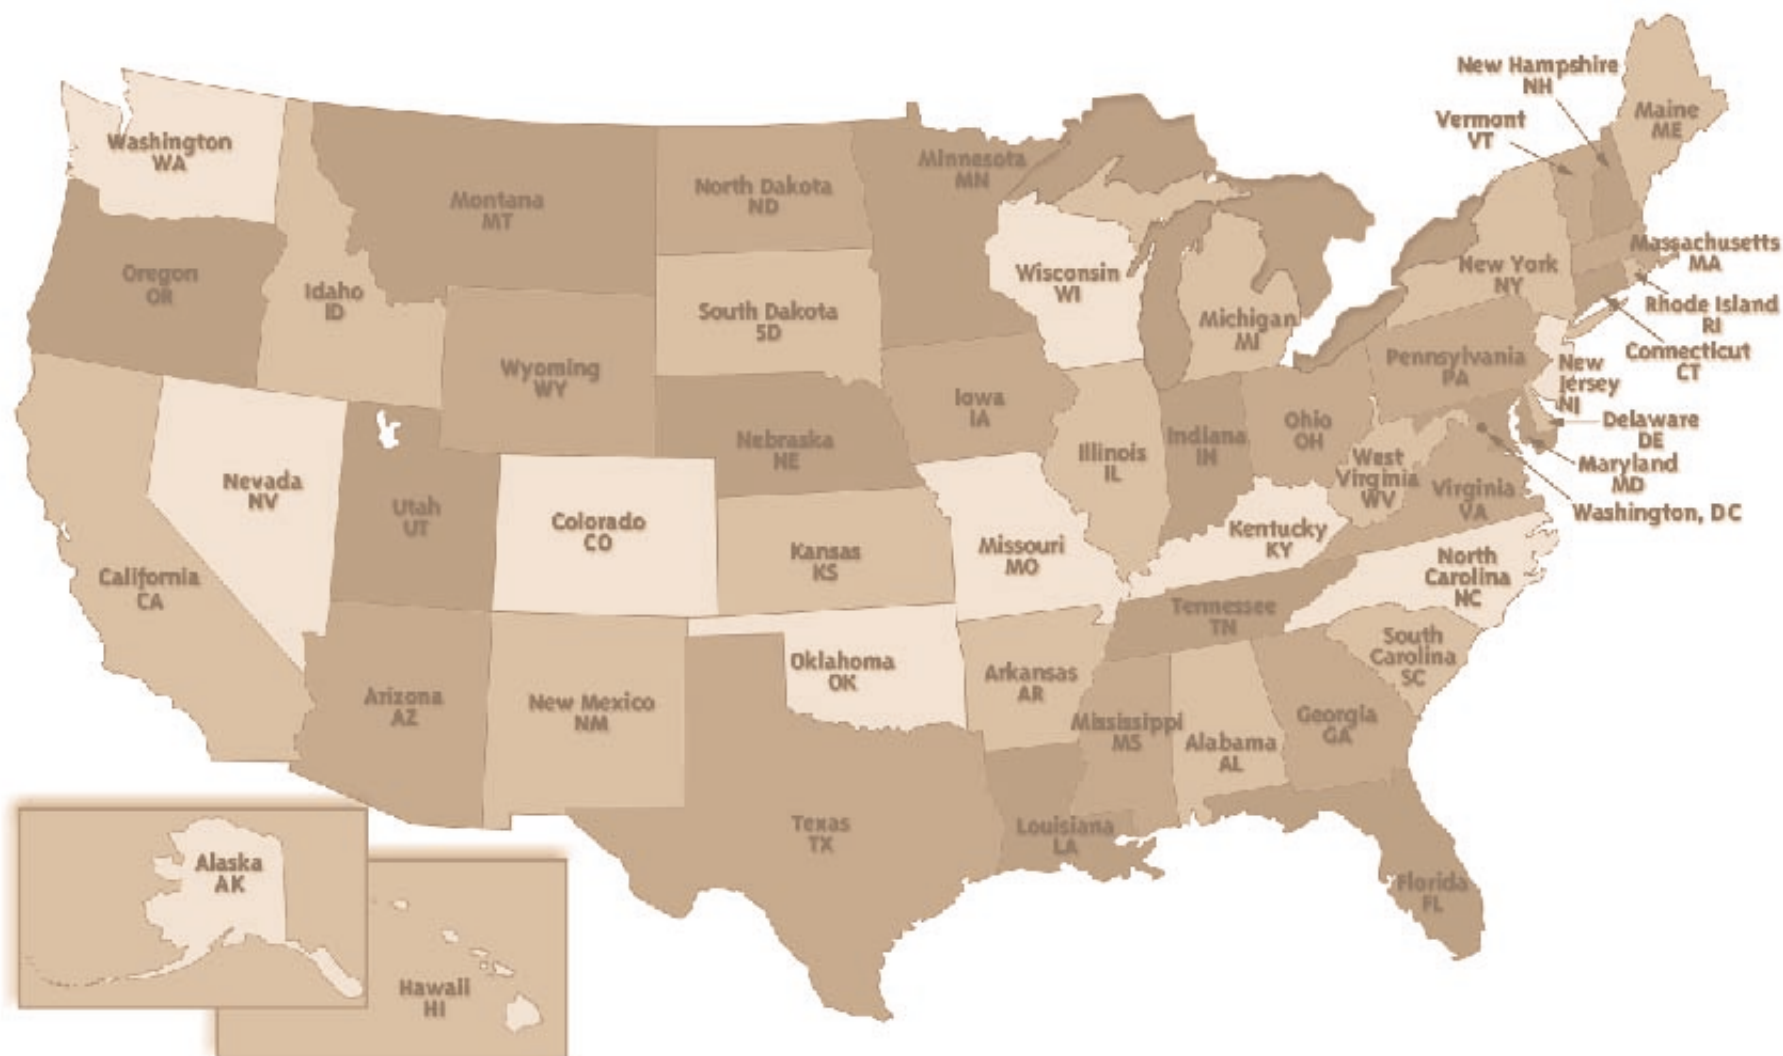 New Hampshire
NH
Maine
ME
Vermont
VT
Washington
WA
Montana
MT
North Dakota
ND
Minnesota
MN
Oregon
OR
Idaho
ID
South Dakota
SD
Wisconsin
WI
Michigan
MI
New York
NY
Massachusetts
MA
Rhode Island
RI
Connecticut
CT
Wyoming
WY
Iowa
IA
Pennsylvania
PA
New
Jersey
NJ
Nebraska
NE
Illinois
IL
Indiana
IN
Ohio
OH
Delaware
DE
Maryland
MD
West
Virginia
WV
Virginia
VA
Washington, DC
Nevada
NV
Utah
UT
Colorado
CO
Kansas
KS
Missouri
MO
Kentucky
KY
California
CA
North
Carolina
NC
Tennessee
TN
Arizona
AZ
New Mexico
NM
Oklahoma
OK
Arkansas
AR
South
Carolina
SC
Mississippi
MS
Alabama
AL
Georgia
GA
Texas
TX
Louisiana
LA
Florida
FL
Alaska
AK
Hawaii
HI